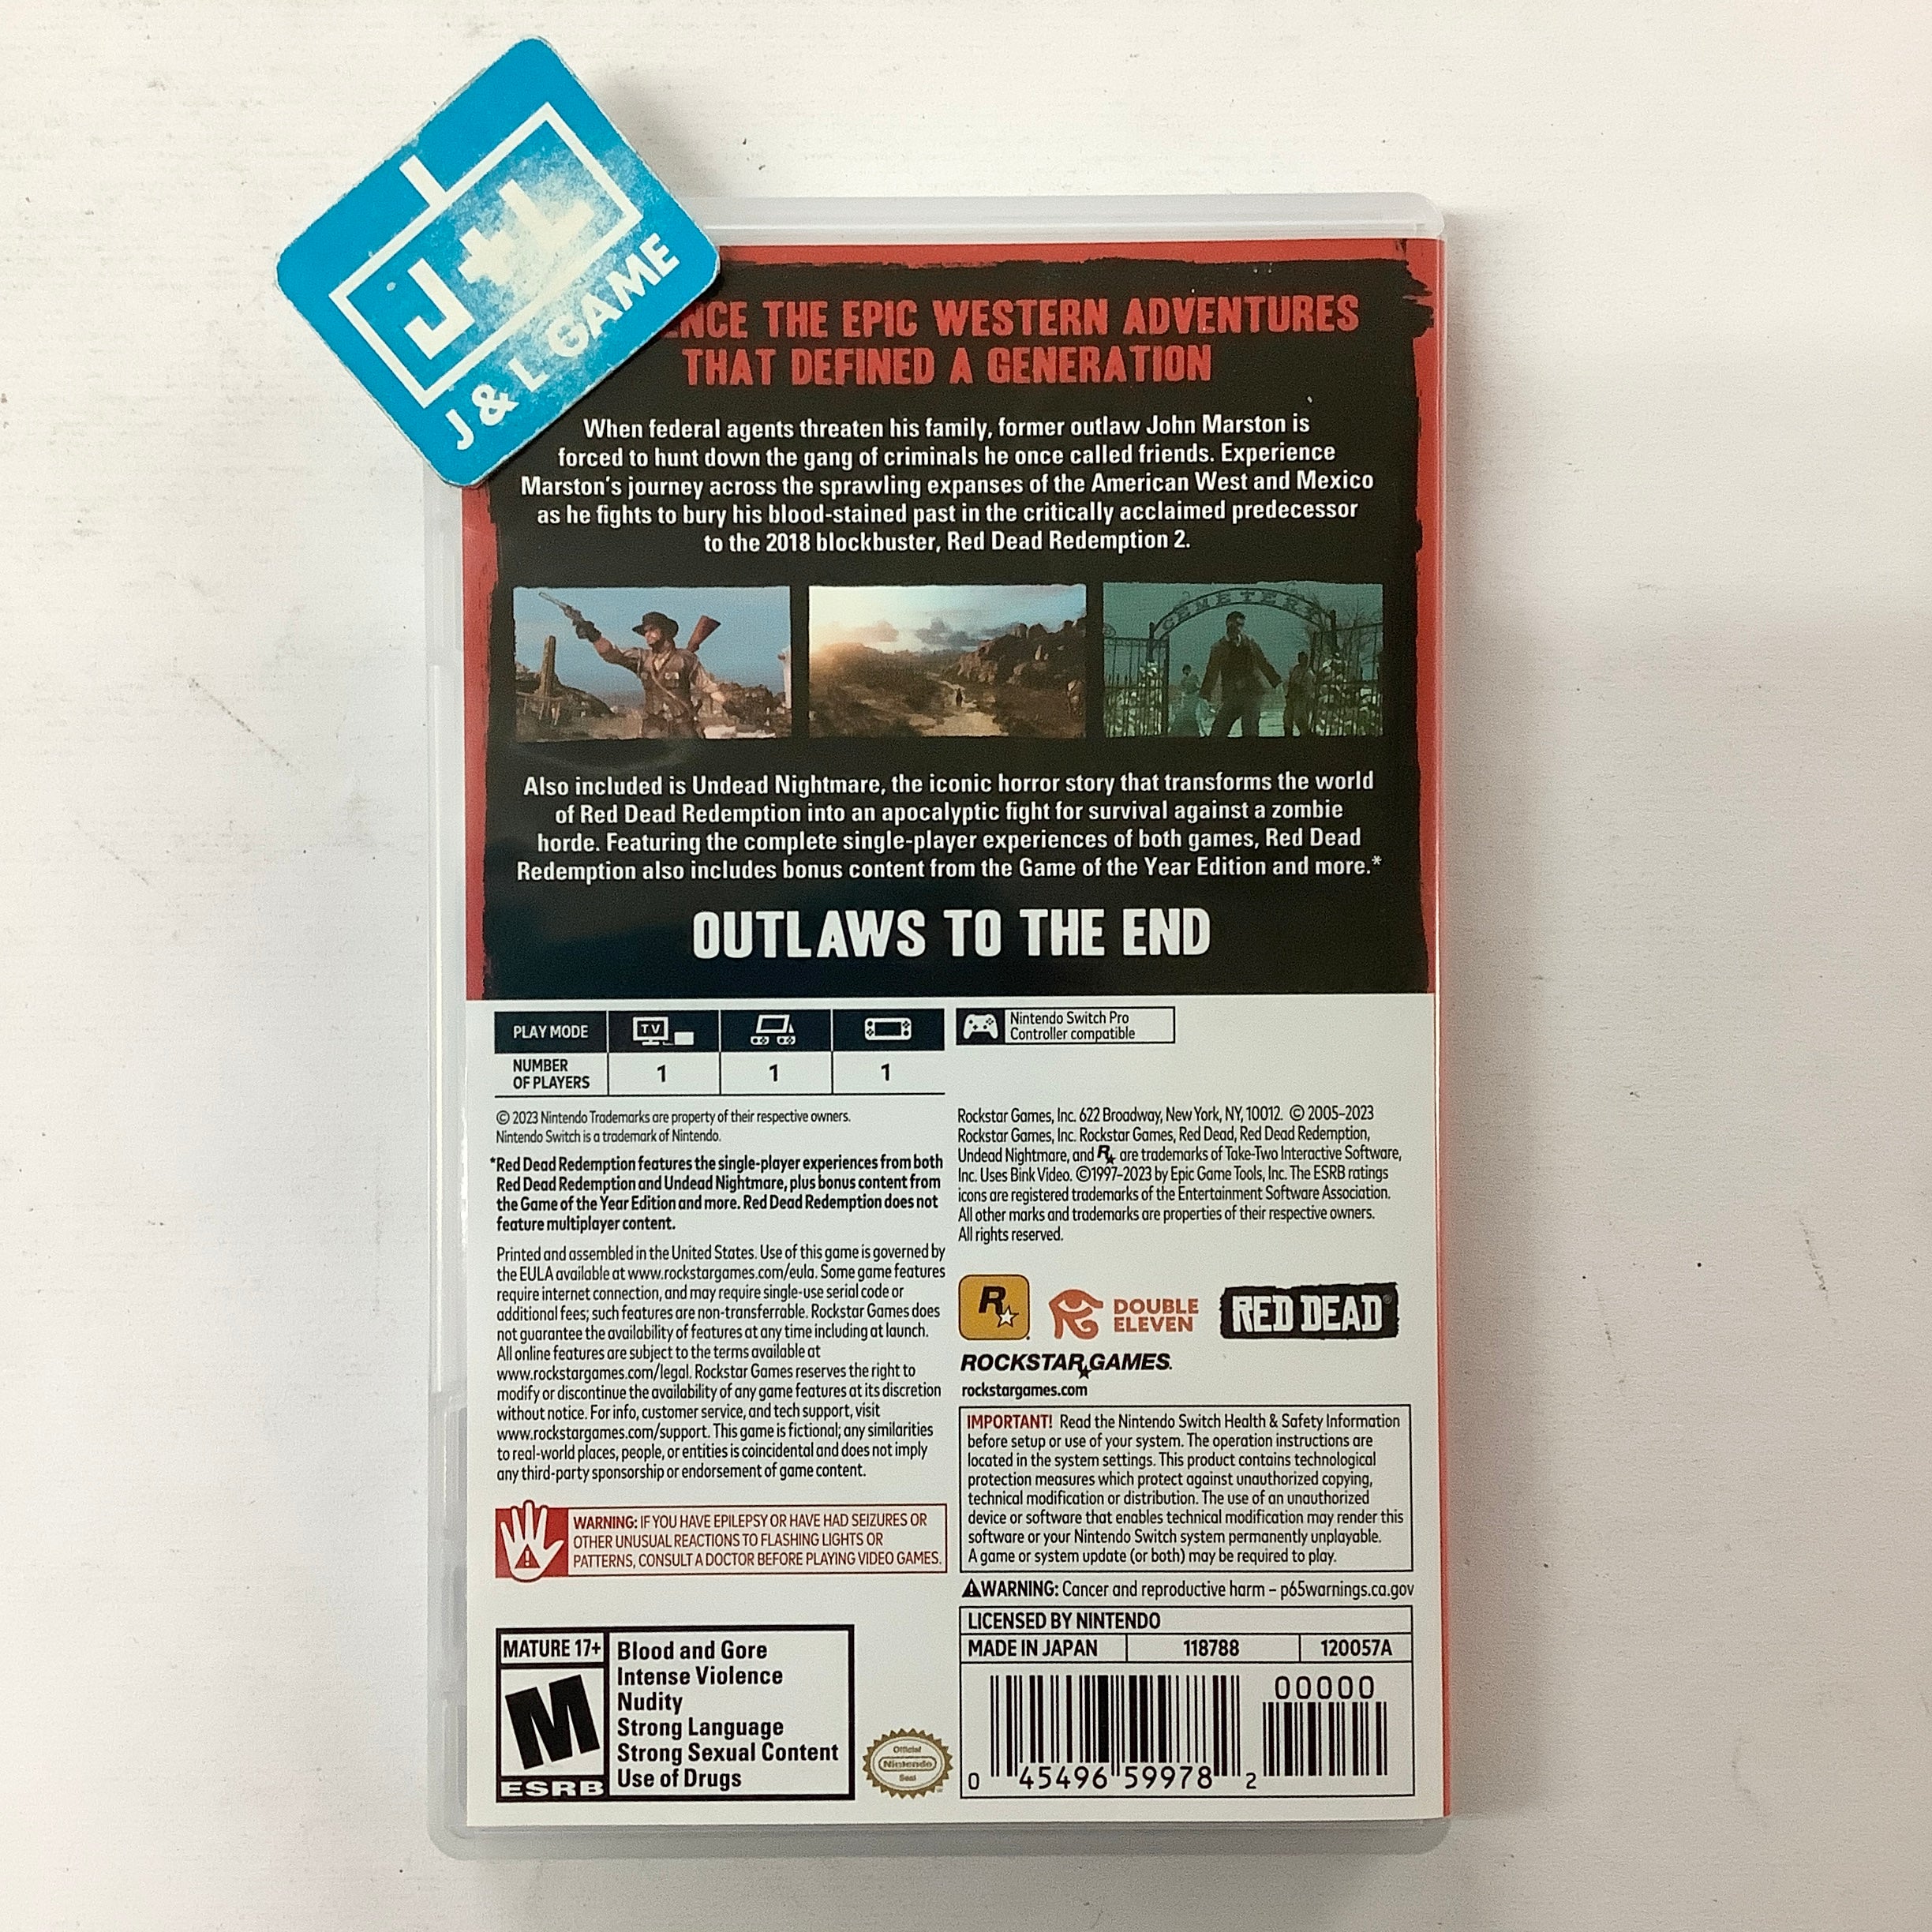 J+L
J & L GAME
THE EPIC WESTERN ADVENTURES
THAT DEFINED A GENERATION
When federal agents threaten his family, former outlaw John Marston is
forced to hunt down the gang of criminals he once called friends. Experience
Marston's journey across the sprawling expanses of the American West and Mexico
as he fights to bury his blood-stained past in the critically acclaimed predecessor
to the 2018 blockbuster, Red Dead Redemption 2.
CEMETERY
Also included is Undead Nightmare, the iconic horror story that transforms the world
of Red Dead Redemption into an apocalyptic fight for survival against a zombie
horde. Featuring the complete single-player experiences of both games, Red Dead
Redemption also includes bonus content from the Game of the Year Edition and more.*
OUTLAWS TO THE END
PLAY MODE
TV
NUMBER
OF PLAYERS
1 1 1
Nintendo Switch Pro
Controller compatible
© 2023 Nintendo Trademarks are property of their respective owners.
Nintendo Switch is a trademark of Nintendo.
*Red Dead Redemption features the single-player experiences from both
Red Dead Redemption and Undead Nightmare, plus bonus content from
the Game of the Year Edition and more. Red Dead Redemption does not
feature multiplayer content.
Printed and assembled in the United States. Use of this game is governed by
the EULA available at www.rockstargames.com/eula. Some game features
require internet connection, and may require single-use serial code or
additional fees; such features are non-transferrable. Rockstar Games does
not guarantee the availability of features at any time including at launch.
All online features are subject to the terms available at
www.rockstargames.com/legal. Rockstar Games reserves the right to
modify or discontinue the availability of any game features at its discretion
without notice. For info, customer service, and tech support, visit
www.rockstargames.com/support. This game is fictional; any similarities
to real-world places, people, or entities is coincidental and does not imply
any third-party sponsorship or endorsement of game content.
WARNING: IF YOU HAVE EPILEPSY OR HAVE HAD SEIZURES OR
OTHER UNUSUAL REACTIONS TO FLASHING LIGHTS OR
PATTERNS, CONSULT A DOCTOR BEFORE PLAYING VIDEO GAMES.
MATURE 17+
M
ESRB
Blood and Gore
Intense Violence
Nudity
Strong Language
Strong Sexual Content
Use of Drugs
Official
Nintendo
Seal
Rockstar Games, Inc. 622 Broadway, New York, NY, 10012. © 2005–2023
Rockstar Games, Inc. Rockstar Games, Red Dead, Red Dead Redemption,
Undead Nightmare, and R★ are trademarks of Take-Two Interactive Software,
Inc. Uses Bink Video. ©1997–2023 by Epic Game Tools, Inc. The ESRB ratings
icons are registered trademarks of the Entertainment Software Association.
All other marks and trademarks are properties of their respective owners.
All rights reserved.
R★
DOUBLE
ELEVEN
RED DEAD®
ROCKSTAR GAMES.
rockstargames.com
IMPORTANT! Read the Nintendo Switch Health & Safety Information
before setup or use of your system. The operation instructions are
located in the system settings. This product contains technological
protection measures which protect against unauthorized copying,
technical modification or distribution. The use of an unauthorized
device or software that enables technical modification may render this
software or your Nintendo Switch system permanently unplayable.
A game or system update (or both) may be required to play.
⚠WARNING: Cancer and reproductive harm – p65warnings.ca.gov
LICENSED BY NINTENDO
MADE IN JAPAN 118788 120057A
00000
0 45496 59978 2